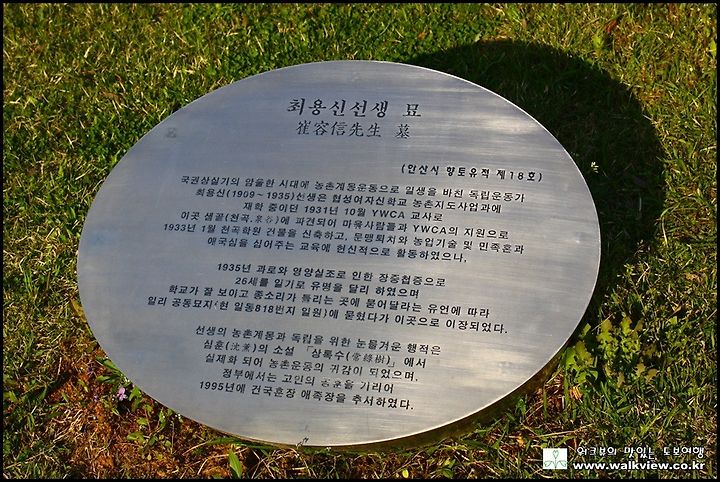 최용신선생 묘
崔容信先生 墓
(안산시 향토유적 제18호)
국권상실기의 암울한 시대에 농촌계몽운동으로 일생을 바친 독립운동가
최용신(1909~1935)선생은 협성여자신학교 농촌지도사업과에
재학 중이던 1931년 10월 YWCA 교사로
이곳 샘골(천곡.泉谷)에 파견되어 마을사람들과 YWCA의 지원으로
1933년 1월 천곡학원 건물을 신축하고, 문맹퇴치와 농업기술 및 민족혼과
애국심을 심어주는 교육에 헌신적으로 활동하였으나,
1935년 과로와 영양실조로 인한 장중첩증으로
26세를 일기로 유명을 달리 하였으며
학교가 잘 보이고 종소리가 들리는 곳에 묻어달라는 유언에 따라
일리 공동묘지<현 일동818번지 일원)에 묻혔다가 이곳으로 이장되었다.
선생의 농촌계몽과 독립을 위한 눈물겨운 행적은
심훈(沈薰)의 소설 「상록수(常綠樹)」에서
실제화 되어 농촌운동의 귀감이 되었으며,
정부에서는 고인의 높은 뜻을 기리어
1995년에 건국훈장 애족장을 추서하였다.
워크뷰의 맛있는 도보여행
www.walkview.co.kr